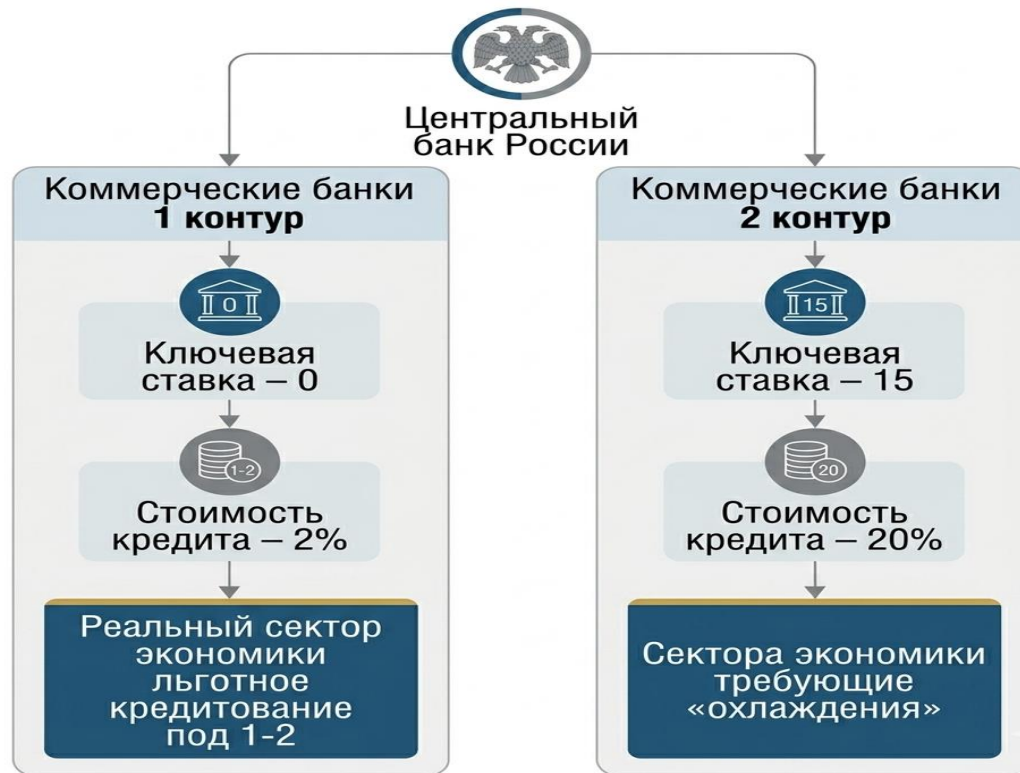 Центральный
банк России
Коммерческие банки
1 контур
0
Ключевая
ставка – 0
1-2
Стоимость
кредита – 2%
Реальный сектор
экономики
льготное
кредитование
под 1-2
Коммерческие банки
2 контур
15
Ключевая
ставка – 15
20
Стоимость
кредита – 20%
Сектора экономики
требующие
«охлаждения»